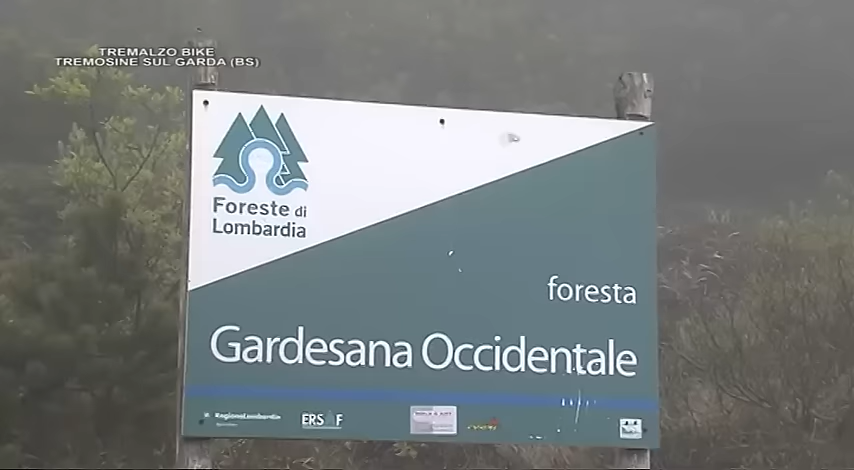 TREMALZO BIKE
TREMOSINE SUL GARDA (BS)
Foreste di
Lombardia
foresta
Gardesana Occidentale
RegioneLombardia
ERSAF